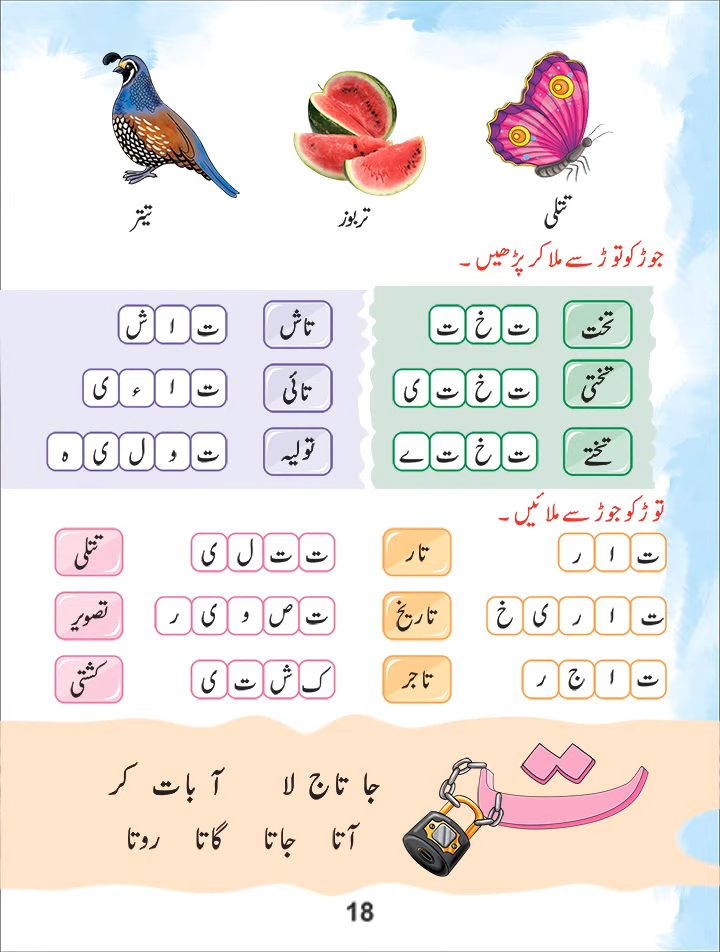 تتلی تربوز تیتر
جوڑ کو توڑ سے ملا کر پڑھیں ۔
تخت ت خ ت تاش ت ا ش
تختی ت خ ت ی تائی ت ا ء ی
تختے ت خ ت ے تولیہ ت و ل ی ہ
توڑ کو جوڑ سے ملائیں ۔
ت ا ر تار ت ت ل ی تتلی
ت ا ر ی خ تاریخ ت ص و ی ر تصویر
ت ا ج ر تاجر ک ش ت ی کشتی
ت
جا تاج لا آ بات کر
آتا جاتا گاتا روتا
18